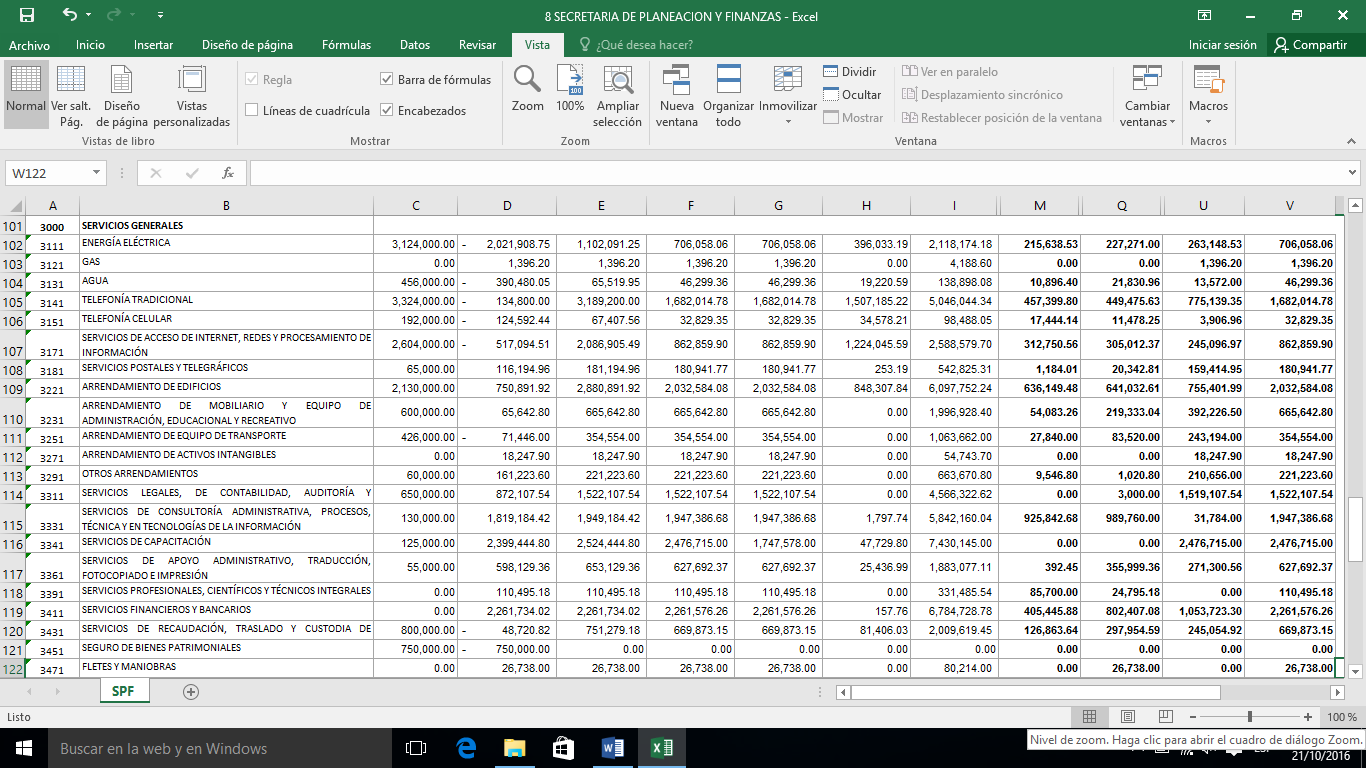 8 SECRETARIA DE PLANEACION Y FINANZAS - Excel
Archivo Inicio Insertar Diseño de página Fórmulas Datos Revisar Vista ¿Qué desea hacer? Iniciar sesión Compartir
Normal Ver salt. Pág. Diseño de página Vistas personalizadas
Regla Barra de fórmulas
Líneas de cuadrícula Encabezados
Zoom 100% Ampliar selección
Nueva ventana Organizar todo Inmovilizar
Dividir
Ocultar
Mostrar
Ver en paralelo
Desplazamiento sincrónico
Restablecer posición de la ventana
Cambiar ventanas Macros
Vistas de libro Mostrar Zoom Ventana Macros
W122 fx
A B C D E F G H I M Q U V
101 3000 SERVICIOS GENERALES
102 3111 ENERGÍA ELÉCTRICA 3,124,000.00 - 2,021,908.75 1,102,091.25 706,058.06 706,058.06 396,033.19 2,118,174.18 215,638.53 227,271.00 263,148.53 706,058.06
103 3121 GAS 0.00 1,396.20 1,396.20 1,396.20 1,396.20 0.00 4,188.60 0.00 0.00 1,396.20 1,396.20
104 3131 AGUA 456,000.00 - 390,480.05 65,519.95 46,299.36 46,299.36 19,220.59 138,898.08 10,896.40 21,830.96 13,572.00 46,299.36
105 3141 TELEFONÍA TRADICIONAL 3,324,000.00 - 134,800.00 3,189,200.00 1,682,014.78 1,682,014.78 1,507,185.22 5,046,044.34 457,399.80 449,475.63 775,139.35 1,682,014.78
106 3151 TELEFONÍA CELULAR 192,000.00 - 124,592.44 67,407.56 32,829.35 32,829.35 34,578.21 98,488.05 17,444.14 11,478.25 3,906.96 32,829.35
107 3171 SERVICIOS DE ACCESO DE INTERNET, REDES Y PROCESAMIENTO DE INFORMACIÓN 2,604,000.00 - 517,094.51 2,086,905.49 862,859.90 862,859.90 1,224,045.59 2,588,579.70 312,750.56 305,012.37 245,096.97 862,859.90
108 3181 SERVICIOS POSTALES Y TELEGRÁFICOS 65,000.00 116,194.96 181,194.96 180,941.77 180,941.77 253.19 542,825.31 1,184.01 20,342.81 159,414.95 180,941.77
109 3221 ARRENDAMIENTO DE EDIFICIOS 2,130,000.00 750,891.92 2,880,891.92 2,032,584.08 2,032,584.08 848,307.84 6,097,752.24 636,149.48 641,032.61 755,401.99 2,032,584.08
110 3231 ARRENDAMIENTO DE MOBILIARIO Y EQUIPO DE ADMINISTRACIÓN, EDUCACIONAL Y RECREATIVO 600,000.00 65,642.80 665,642.80 665,642.80 665,642.80 0.00 1,996,928.40 54,083.26 219,333.04 392,226.50 665,642.80
111 3251 ARRENDAMIENTO DE EQUIPO DE TRANSPORTE 426,000.00 - 71,446.00 354,554.00 354,554.00 354,554.00 0.00 1,063,662.00 27,840.00 83,520.00 243,194.00 354,554.00
112 3271 ARRENDAMIENTO DE ACTIVOS INTANGIBLES 0.00 18,247.90 18,247.90 18,247.90 18,247.90 0.00 54,743.70 0.00 0.00 18,247.90 18,247.90
113 3291 OTROS ARRENDAMIENTOS 60,000.00 161,223.60 221,223.60 221,223.60 221,223.60 0.00 663,670.80 9,546.80 1,020.80 210,656.00 221,223.60
114 3311 SERVICIOS LEGALES, DE CONTABILIDAD, AUDITORÍA Y 650,000.00 872,107.54 1,522,107.54 1,522,107.54 1,522,107.54 0.00 4,566,322.62 0.00 3,000.00 1,519,107.54 1,522,107.54
115 3331 SERVICIOS DE CONSULTORÍA ADMINISTRATIVA, PROCESOS, TÉCNICA Y EN TECNOLOGÍAS DE LA INFORMACIÓN 130,000.00 1,819,184.42 1,949,184.42 1,947,386.68 1,947,386.68 1,797.74 5,842,160.04 925,842.68 989,760.00 31,784.00 1,947,386.68
116 3341 SERVICIOS DE CAPACITACIÓN 125,000.00 2,399,444.80 2,524,444.80 2,476,715.00 1,747,578.00 47,729.80 7,430,145.00 0.00 0.00 2,476,715.00 2,476,715.00
117 3361 SERVICIOS DE APOYO ADMINISTRATIVO, TRADUCCIÓN, FOTOCOPIADO E IMPRESIÓN 55,000.00 598,129.36 653,129.36 627,692.37 627,692.37 25,436.99 1,883,077.11 392.45 355,999.36 271,300.56 627,692.37
118 3391 SERVICIOS PROFESIONALES, CIENTÍFICOS Y TÉCNICOS INTEGRALES 0.00 110,495.18 110,495.18 110,495.18 110,495.18 0.00 331,485.54 85,700.00 24,795.18 0.00 110,495.18
119 3411 SERVICIOS FINANCIEROS Y BANCARIOS 0.00 2,261,734.02 2,261,734.02 2,261,576.26 2,261,576.26 157.76 6,784,728.78 405,445.88 802,407.08 1,053,723.30 2,261,576.26
120 3431 SERVICIOS DE RECAUDACIÓN, TRASLADO Y CUSTODIA DE 800,000.00 - 48,720.82 751,279.18 669,873.15 669,873.15 81,406.03 2,009,619.45 126,863.64 297,954.59 245,054.92 669,873.15
121 3451 SEGURO DE BIENES PATRIMONIALES 750,000.00 - 750,000.00 0.00 0.00 0.00 0.00 0.00 0.00 0.00 0.00 0.00
122 3471 FLETES Y MANIOBRAS 0.00 26,738.00 26,738.00 26,738.00 26,738.00 0.00 80,214.00 0.00 26,738.00 0.00 26,738.00
SPF
Listo 100 %
Buscar en la web y en Windows
Nivel de zoom. Haga clic para abrir el cuadro de diálogo Zoom.
21/10/2016